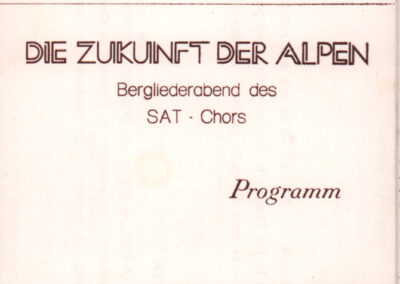 DIE ZUKUNFT DER ALPEN
Bergliederabend des
SAT - Chors
Programm